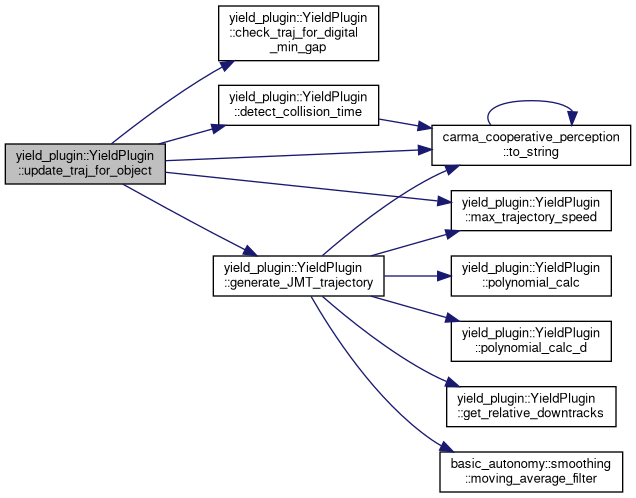 yield_plugin::YieldPlugin
::update_traj_for_object
yield_plugin::YieldPlugin
::check_traj_for_digital
_min_gap
yield_plugin::YieldPlugin
::detect_collision_time
carma_cooperative_perception
::to_string
yield_plugin::YieldPlugin
::max_trajectory_speed
yield_plugin::YieldPlugin
::generate_JMT_trajectory
yield_plugin::YieldPlugin
::polynomial_calc
yield_plugin::YieldPlugin
::polynomial_calc_d
yield_plugin::YieldPlugin
::get_relative_downtracks
basic_autonomy::smoothing
::moving_average_filter